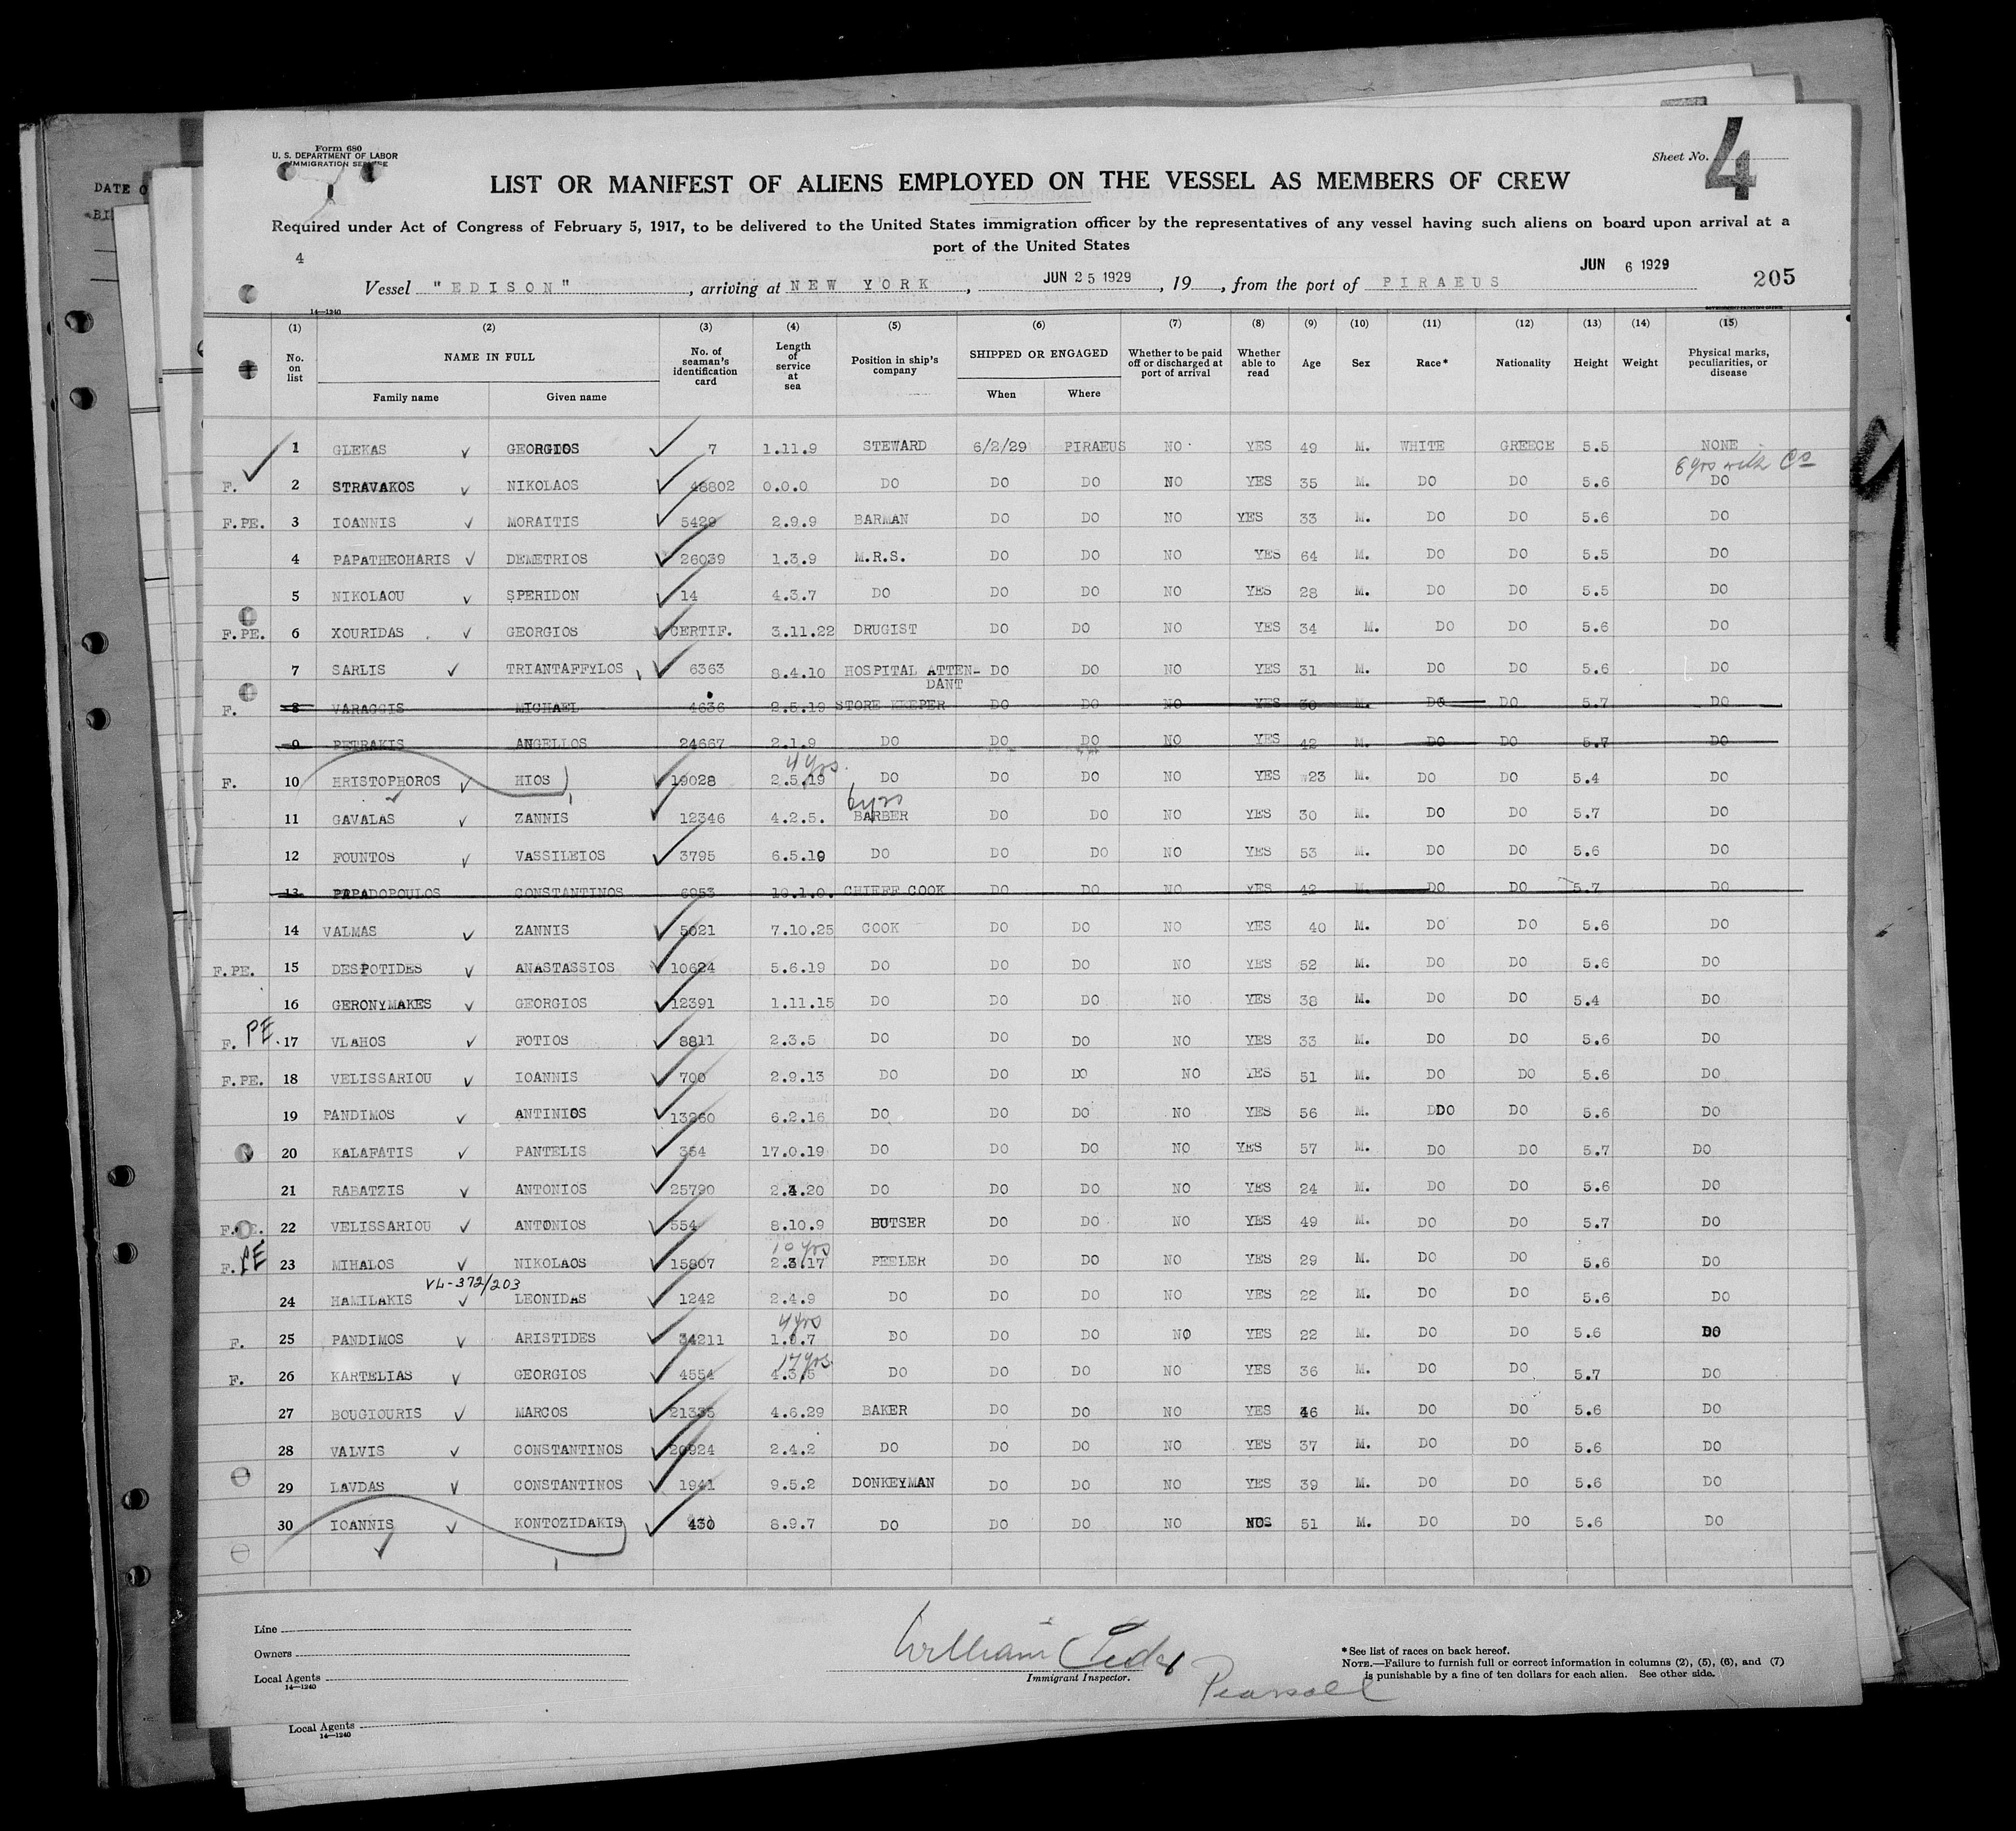 Form 680
U. S. DEPARTMENT OF LABOR
IMMIGRATION SERVICE
Sheet No. 4
LIST OR MANIFEST OF ALIENS EMPLOYED ON THE VESSEL AS MEMBERS OF CREW
Required under Act of Congress of February 5, 1917, to be delivered to the United States immigration officer by the representatives of any vessel having such aliens on board upon arrival at a
port of the United States
4
Vessel "EDISON", arriving at NEW YORK, JUN 25 1929, 19, from the port of PIRAEUS JUN 6 1929 205
14—1240
(1) (2) (3) (4) (5) (6) (7) (8) (9) (10) (11) (12) (13) (14) (15)
No. on list NAME IN FULL Family name Given name No. of seaman's identification card Length of service at sea Position in ship's company SHIPPED OR ENGAGED When Where Whether to be paid off or discharged at port of arrival Whether able to read Age Sex Race* Nationality Height Weight Physical marks, peculiarities, or disease
1 GLEKAS GEORGIOS 7 1.11.9 STEWARD 6/2/29 PIRAEUS NO YES 49 M. WHITE GREECE 5.5 NONE
6 yrs with Co
F. 2 STRAVAKOS NIKOLAOS 48802 0.0.0 DO DO DO NO YES 35 M. DO DO 5.6 DO
F.PE. 3 IOANNIS MORAITIS 5429 2.9.9 BARMAN DO DO NO YES 33 M. DO DO 5.6 DO
4 PAPATHEOHARIS DEMETRIOS 26039 1.3.9 M.R.S. DO DO NO YES 64 M. DO DO 5.5 DO
5 NIKOLAOU SPERIDON 14 4.3.7 DO DO DO NO YES 28 M. DO DO 5.5 DO
F.PE. 6 XOURIDAS GEORGIOS CERTIF. 3.11.22 DRUGIST DO DO NO YES 34 M. DO DO 5.6 DO
7 SARLIS TRIANTAFFYLOS 6363 8.4.10 HOSPITAL ATTEN-DANT DO DO NO YES 31 M. DO DO 5.6 DO
F. 8 VARAGGIS MICHAEL 4636 2.5.19 STORE KEEPER DO DO NO YES 30 M. DO DO 5.7 DO
9 PETRAKIS ANGELLOS 24667 2.1.9 DO DO DO NO YES 42 M. DO DO 5.7 DO
4 yrs.
F. 10 HRISTOPHOROS HIOS 19028 2.5.19 DO DO DO NO YES 23 M. DO DO 5.4 DO
6 yrs
11 GAVALAS ZANNIS 12346 4.2.5. BARBER DO DO NO YES 30 M. DO DO 5.7 DO
12 FOUNTOS VASSILEIOS 3795 6.5.19 DO DO DO NO YES 53 M. DO DO 5.6 DO
13 PAPADOPOULOS CONSTANTINOS 6953 10.1.0. CHIEFF COOK DO DO NO YES 42 M. DO DO 5.7 DO
14 VALMAS ZANNIS 5021 7.10.25 COOK DO DO NO YES 40 M. DO DO 5.6 DO
F.PE. 15 DESPOTIDES ANASTASSIOS 10624 5.6.19 DO DO DO NO YES 52 M. DO DO 5.6 DO
16 GERONYMAKES GEORGIOS 12391 1.11.15 DO DO DO NO YES 38 M. DO DO 5.4 DO
F. PE. 17 VLAHOS FOTIOS 8811 2.3.5 DO DO DO NO YES 33 M. DO DO 5.6 DO
F.PE. 18 VELISSARIOU IOANNIS 700 2.9.13 DO DO DO NO YES 51 M. DO DO 5.6 DO
19 PANDIMOS ANTINIOS 13260 6.2.16 DO DO DO NO YES 56 M. DDO DO 5.6 DO
20 KALAFATIS PANTELIS 354 17.0.19 DO DO DO NO YES 57 M. DO DO 5.7 DO
21 RABATZIS ANTONIOS 25790 2.4.20 DO DO DO NO YES 24 M. DO DO 5.6 DO
F.PE. 22 VELISSARIOU ANTONIOS 554 8.10.9 BUTSER DO DO NO YES 49 M. DO DO 5.7 DO
10 yrs
F. PE 23 MIHALOS NIKOLAOS 15807 2.3.17 PEELER DO DO NO YES 29 M. DO DO 5.6 DO
VL-372/203
24 HAMILAKIS LEONIDAS 1242 2.4.9 DO DO DO NO YES 22 M. DO DO 5.6 DO
4 yrs
F. 25 PANDIMOS ARISTIDES 34211 1.0.7 DO DO DO NO YES 22 M. DO DO 5.6 DO
17 yrs
F. 26 KARTELIAS GEORGIOS 4554 4.3.5 DO DO DO NO YES 36 M. DO DO 5.7 DO
27 BOUGIOURIS MARCOS 21335 4.6.29 BAKER DO DO NO YES 46 M. DO DO 5.6 DO
28 VALVIS CONSTANTINOS 20924 2.4.2 DO DO DO NO YES 37 M. DO DO 5.6 DO
29 LAVDAS CONSTANTINOS 1941 9.5.2 DONKEYMAN DO DO NO YES 39 M. DO DO 5.6 DO
30 IOANNIS KONTOZIDAKIS 430 8.9.7 DO DO DO NO NO 51 M. DO DO 5.6 DO
Line
Owners
Local Agents
14—1240
William
Immigrant Inspector.
Pearsall
*See list of races on back hereof.
NOTE.—Failure to furnish full or correct information in columns (2), (5), (6), and (7)
is punishable by a fine of ten dollars for each alien. See other side.
Local Agents
14—1240